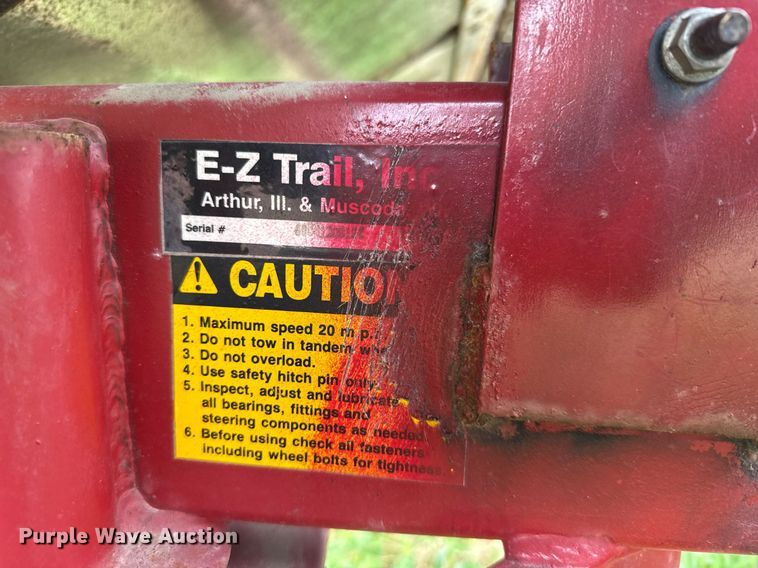 E-Z Trail, Inc
Arthur, Ill. & Muscoda
Serial #
CAUTION
1. Maximum speed 20 m p.
2. Do not tow in tandem
3. Do not overload.
4. Use safety hitch pin only
5. Inspect, adjust and lubricate
all bearings, fittings and
steering components as needed
6. Before using check all fasteners
including wheel bolts for tightness
Purple Wave Auction